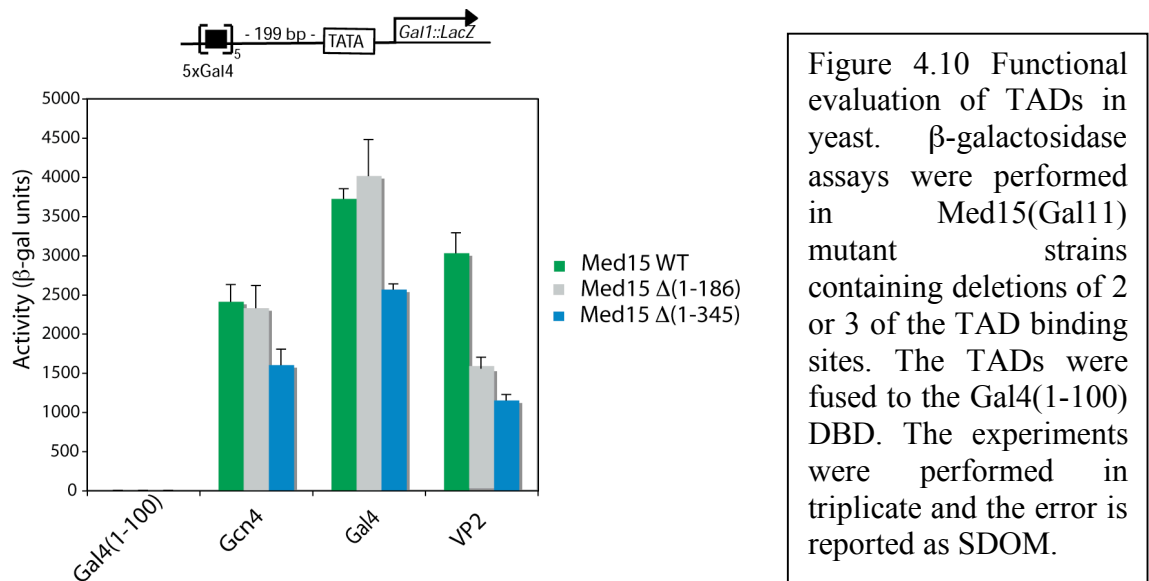 - 199 bp -
TATA
Gal1::LacZ
5
5xGal4
5000
4500
4000
3500
3000
2500
2000
1500
1000
500
0
Activity (β-gal units)
Gal4(1-100)
Gcn4
Gal4
VP2
Med15 WT
Med15 Δ(1-186)
Med15 Δ(1-345)
Figure 4.10 Functional
evaluation of TADs in
yeast. β-galactosidase
assays were performed
in Med15(Gal11)
mutant strains
containing deletions of 2
or 3 of the TAD binding
sites. The TADs were
fused to the Gal4(1-100)
DBD. The experiments
were performed in
triplicate and the error is
reported as SDOM.